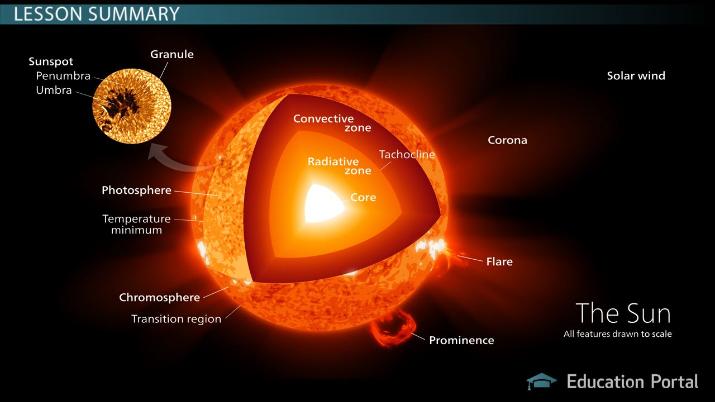 LESSON SUMMARY
Granule
Sunspot
Penumbra
Umbra
Solar wind
Convective
zone
Corona
Tachocline
Radiative
zone
Core
Photosphere
Temperature
minimum
Flare
Chromosphere
Transition region
The Sun
All features drawn to scale
Prominence
Education Portal